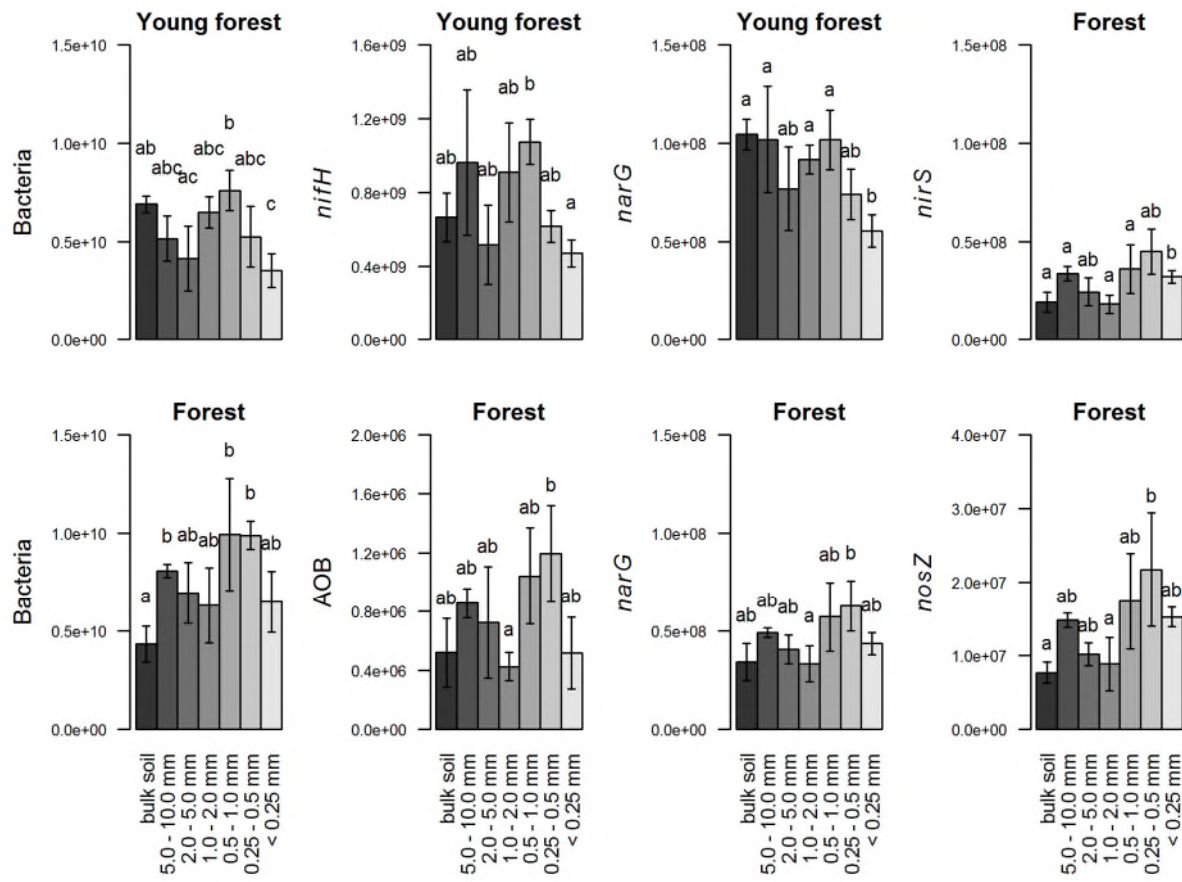 Young forest
Bacteria
1.5e+10
1.0e+10
0.5e+10
0.0e+00
ab
abc
ac
abc
b
abc
c
Young forest
nifH
1.6e+09
1.2e+09
0.8e+09
0.4e+09
0.0e+00
ab
ab
ab
ab
b
ab
a
Young forest
narG
1.5e+08
1.0e+08
0.5e+08
0.0e+00
a
a
ab
a
a
ab
b
Forest
nirS
1.5e+08
1.0e+08
0.5e+08
0.0e+00
a
a
ab
a
a
ab
b
Forest
Bacteria
1.5e+10
1.0e+10
0.5e+10
0.0e+00
a
b
ab
ab
b
b
ab
bulk soil
5.0 - 10.0 mm
2.0 - 5.0 mm
1.0 - 2.0 mm
0.5 - 1.0 mm
0.25 - 0.5 mm
< 0.25 mm
Forest
AOB
2.0e+06
1.6e+06
1.2e+06
0.8e+06
0.6e+06
0.0e+00
ab
ab
ab
a
ab
b
ab
bulk soil
5.0 - 10.0 mm
2.0 - 5.0 mm
1.0 - 2.0 mm
0.5 - 1.0 mm
0.25 - 0.5 mm
< 0.25 mm
Forest
narG
1.5e+08
1.0e+08
0.5e+08
0.0e+00
ab
ab
ab
a
ab
b
ab
bulk soil
5.0 - 10.0 mm
2.0 - 5.0 mm
1.0 - 2.0 mm
0.5 - 1.0 mm
0.25 - 0.5 mm
< 0.25 mm
Forest
nosZ
4.0e+07
3.0e+07
2.0e+07
1.0e+07
0.0e+00
a
ab
ab
a
ab
b
ab
bulk soil
5.0 - 10.0 mm
2.0 - 5.0 mm
1.0 - 2.0 mm
0.5 - 1.0 mm
0.25 - 0.5 mm
< 0.25 mm